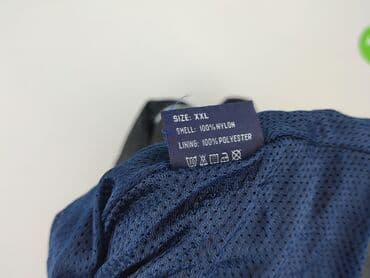 SIZE: XXL
SHELL: 100%NYLON
LINING: 100%POLYESTER